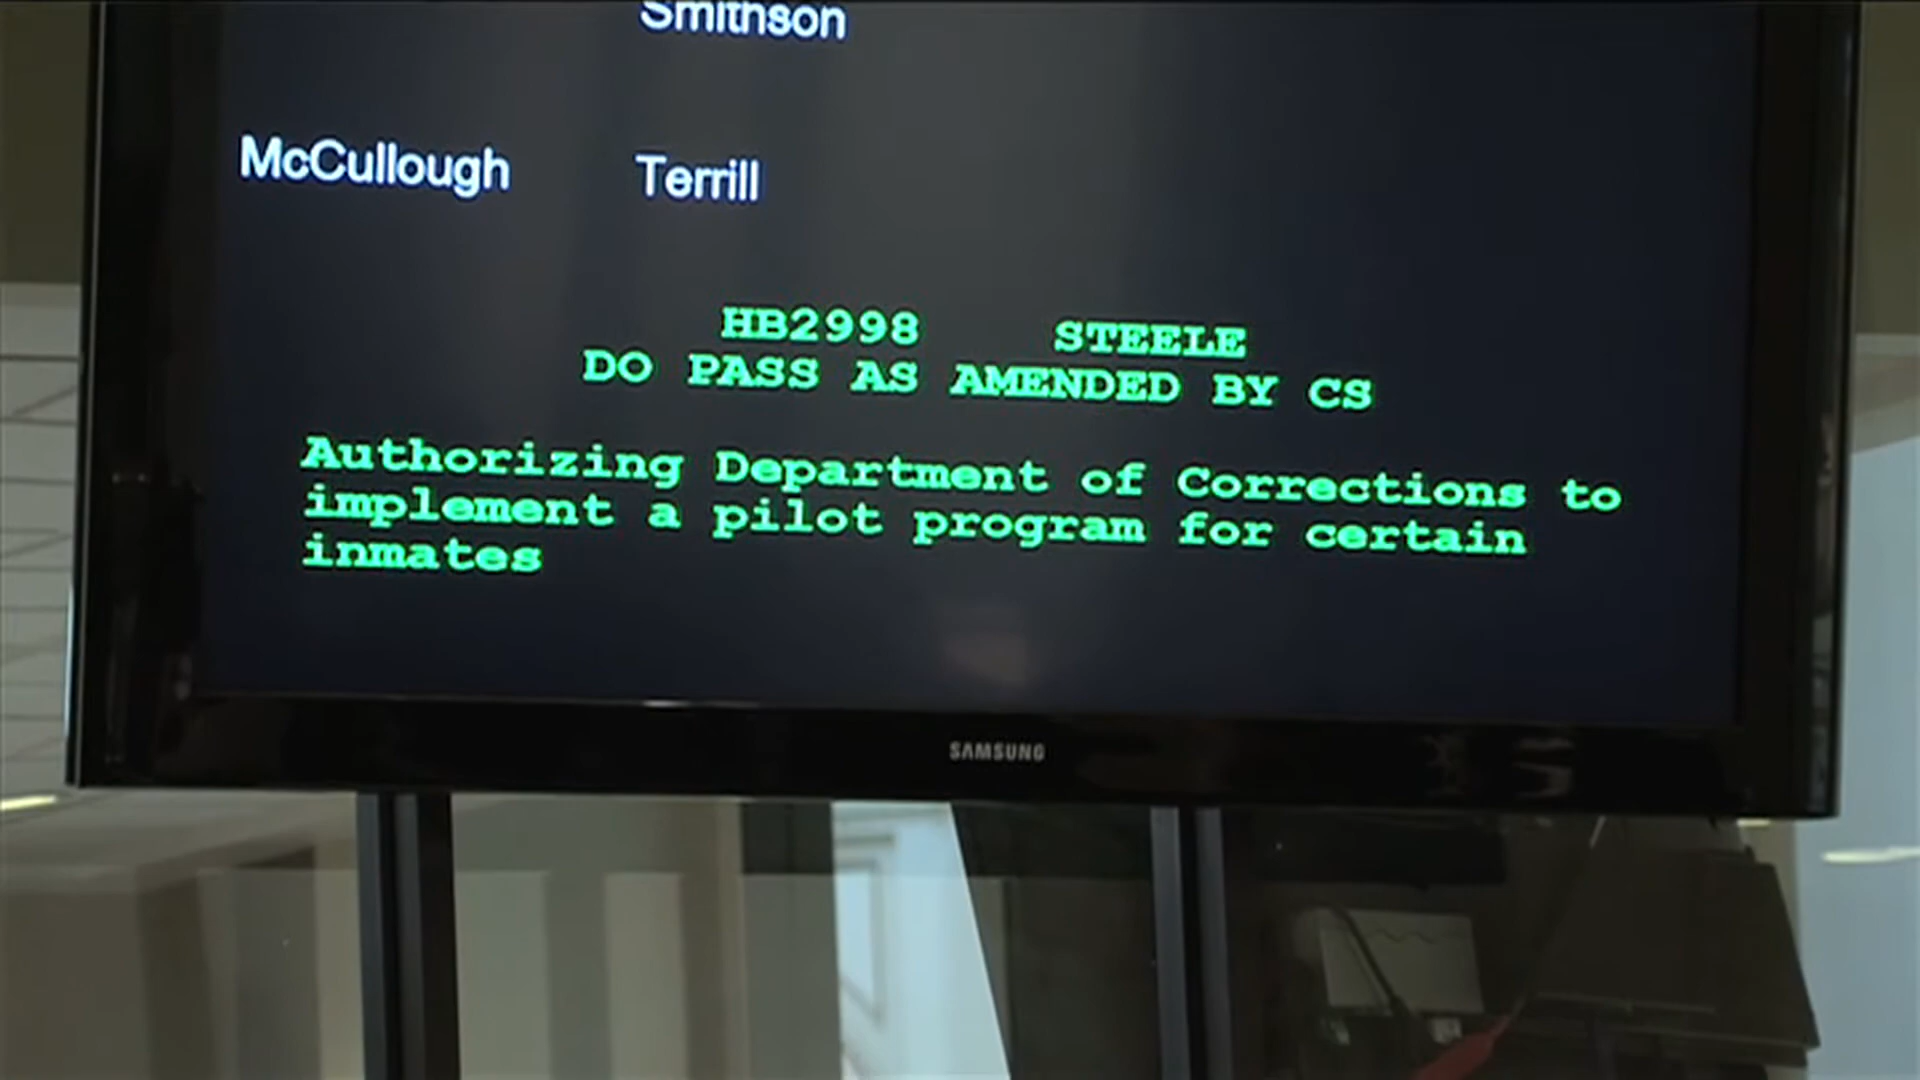 Smithson
McCullough Terrill
HB2998 STEELE
DO PASS AS AMENDED BY CS
Authorizing Department of Corrections to
implement a pilot program for certain
inmates
SAMSUNG